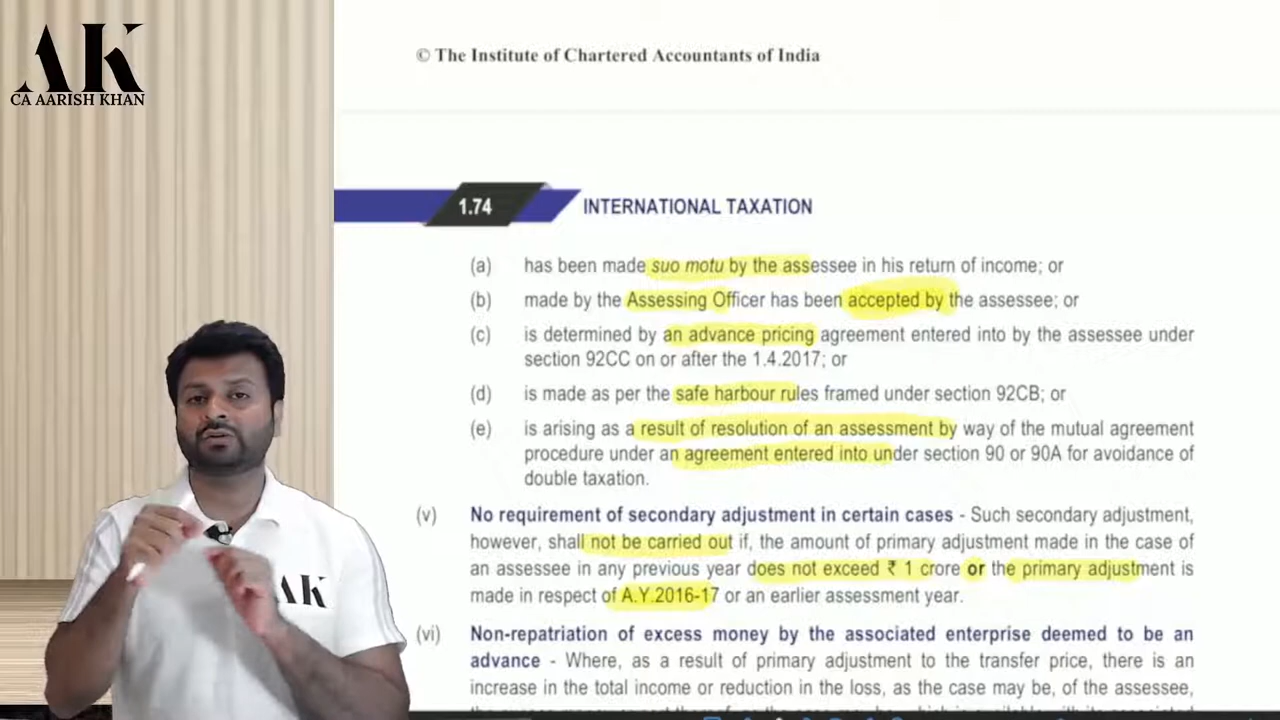 AK
CA AARISH KHAN
© The Institute of Chartered Accountants of India
1.74 INTERNATIONAL TAXATION
(a) has been made suo motu by the assessee in his return of income; or
(b) made by the Assessing Officer has been accepted by the assessee; or
(c) is determined by an advance pricing agreement entered into by the assessee under
section 92CC on or after the 1.4.2017; or
(d) is made as per the safe harbour rules framed under section 92CB; or
(e) is arising as a result of resolution of an assessment by way of the mutual agreement
procedure under an agreement entered into under section 90 or 90A for avoidance of
double taxation.
(v) No requirement of secondary adjustment in certain cases - Such secondary adjustment,
however, shall not be carried out if, the amount of primary adjustment made in the case of
an assessee in any previous year does not exceed ₹ 1 crore or the primary adjustment is
made in respect of A.Y.2016-17 or an earlier assessment year.
(vi) Non-repatriation of excess money by the associated enterprise deemed to be an
advance - Where, as a result of primary adjustment to the transfer price, there is an
increase in the total income or reduction in the loss, as the case may be, of the assessee,
AK